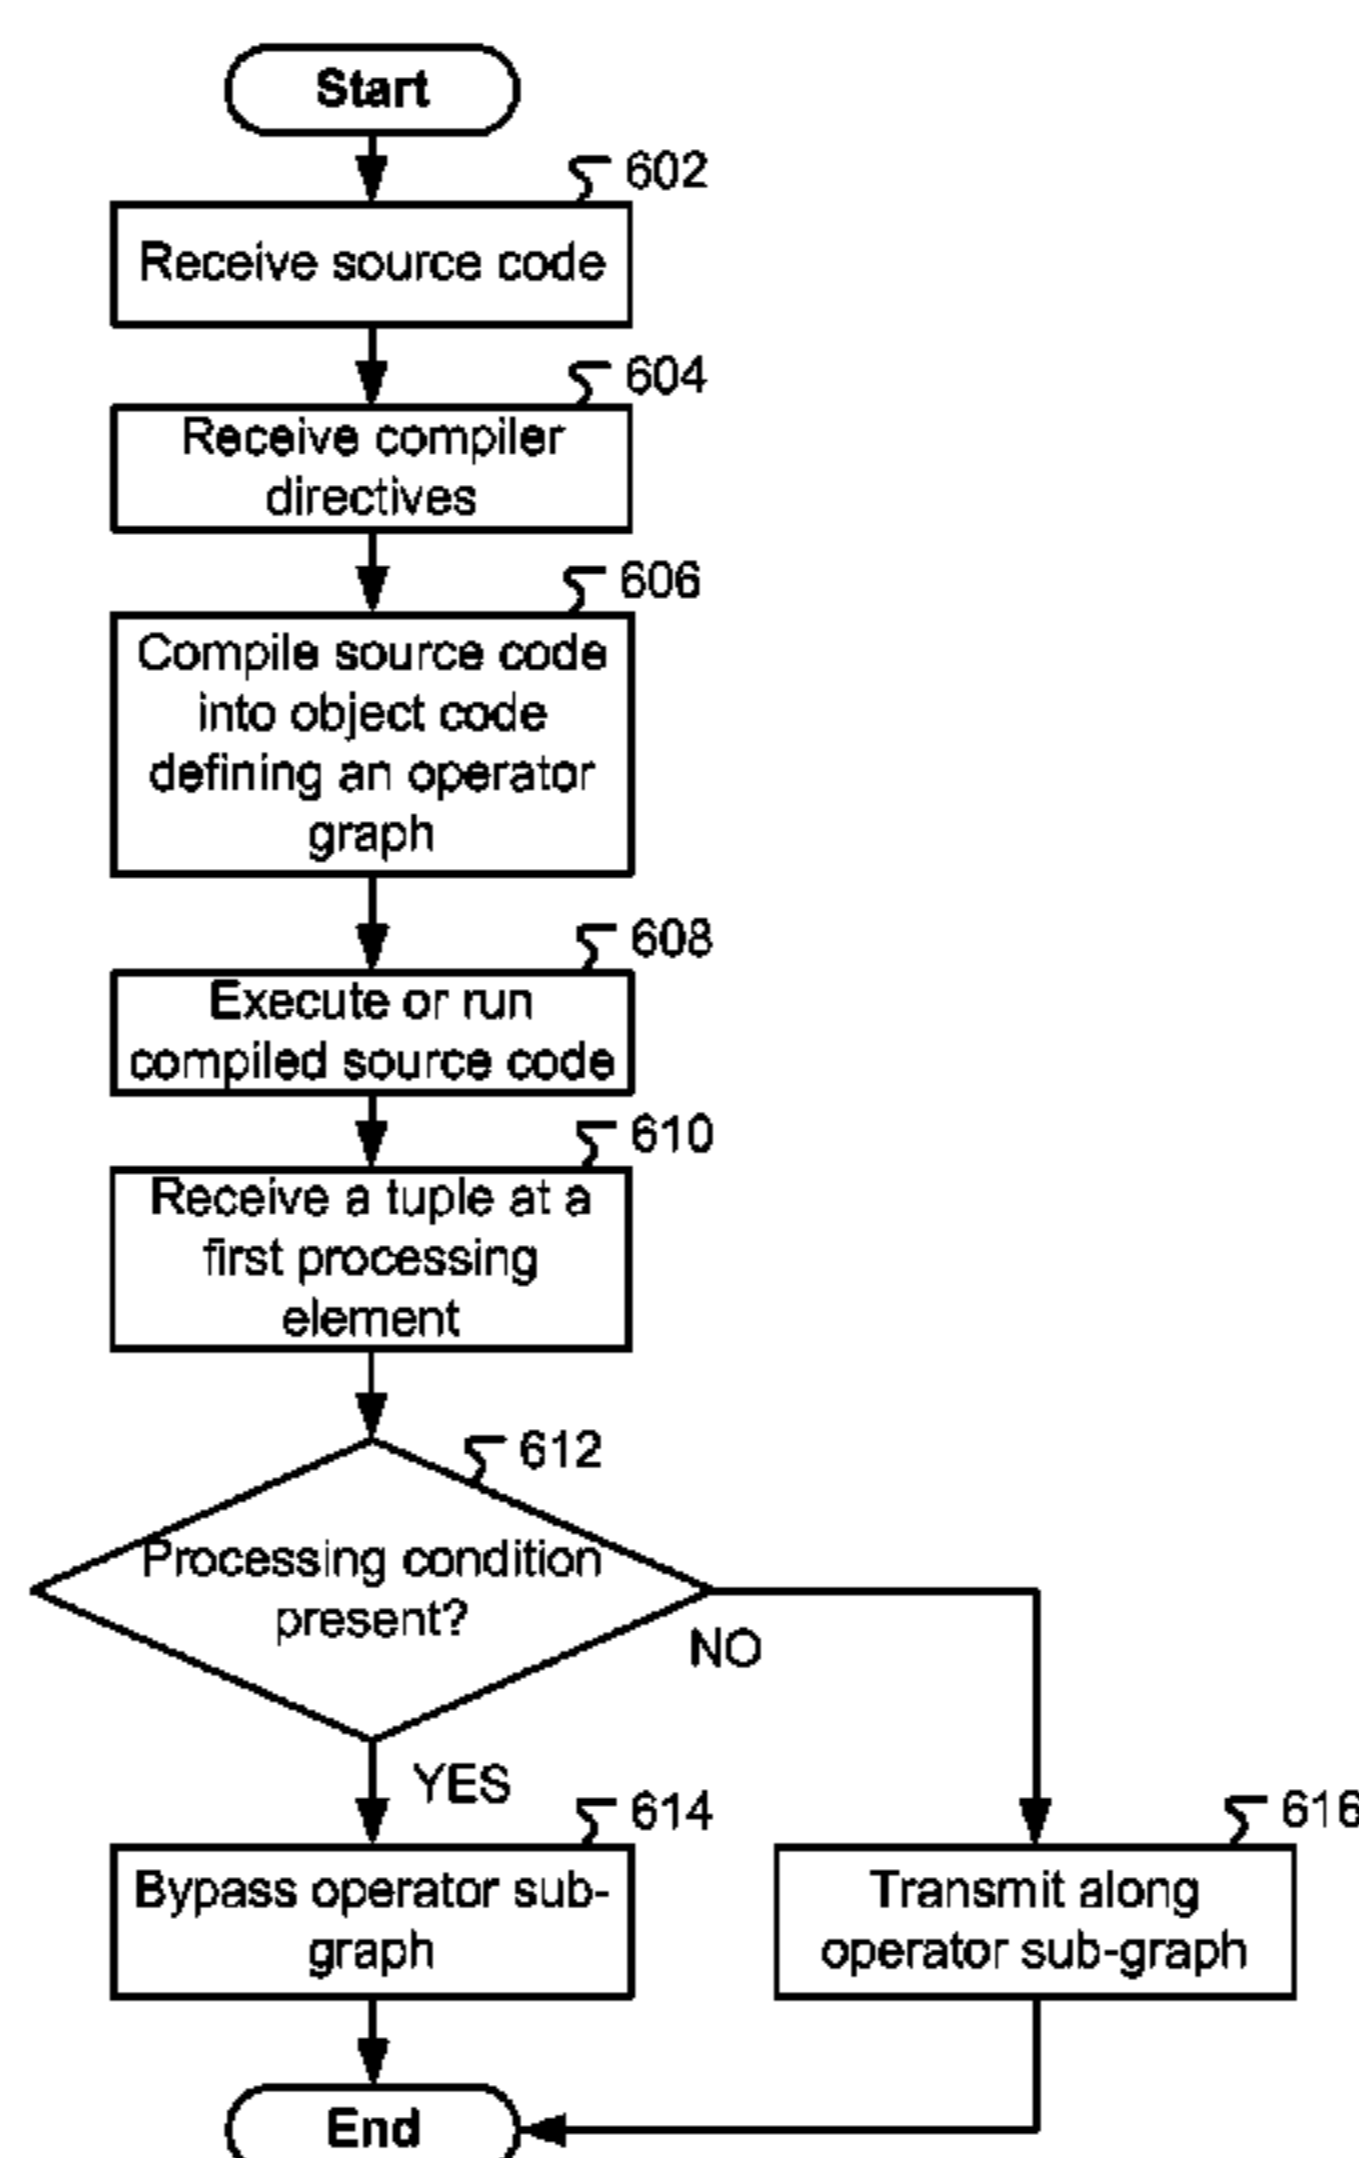 Start
602
Receive source code
604
Receive compiler
directives
606
Compile source code
into object code
defining an operator
graph
608
Execute or run
compiled source code
610
Receive a tuple at a
first processing
element
612
Processing condition
present?
NO
YES
614
Bypass operator sub-
graph
616
Transmit along
operator sub-graph
End